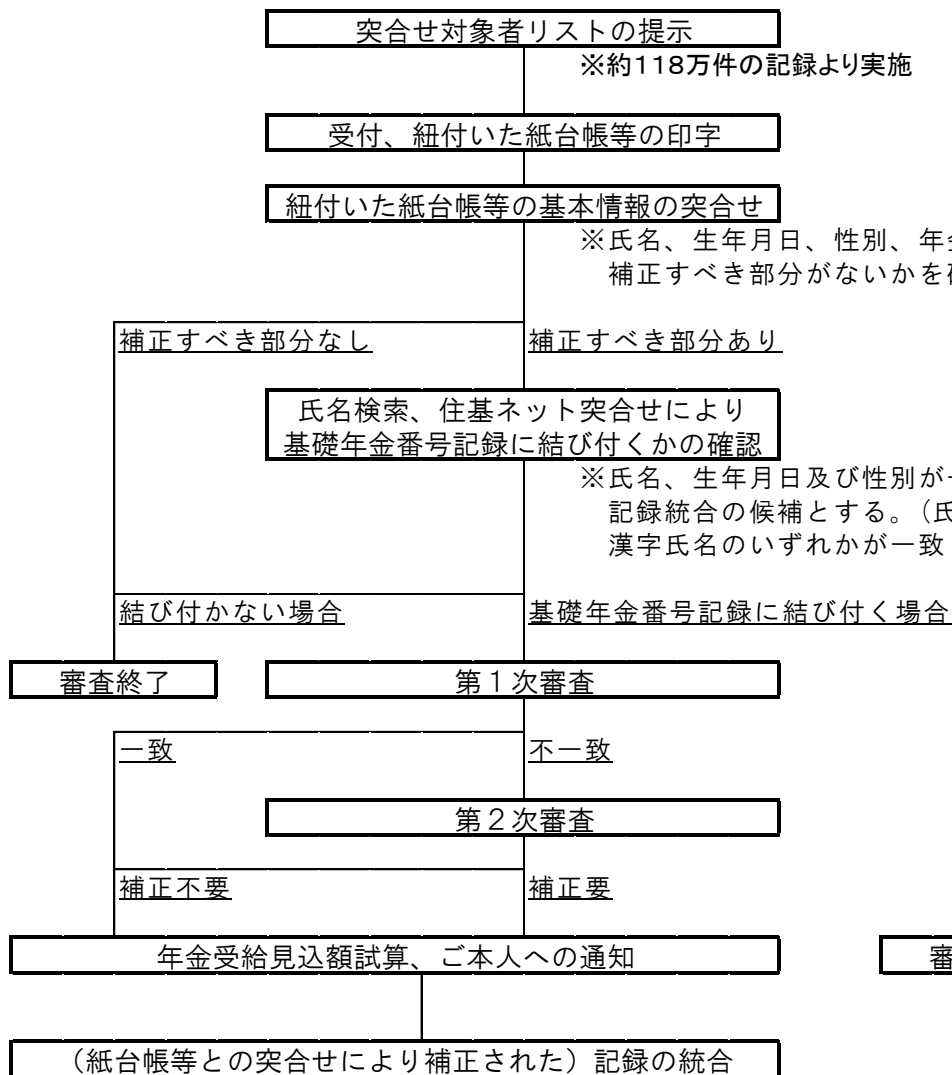 突合せ対象者リストの提示
※約118万件の記録より実施
受付、紐付いた紙台帳等の印字
紐付いた紙台帳等の基本情報の突合せ
※氏名、生年月日、性別、年
補正すべき部分がないかを
補正すべき部分なし
補正すべき部分あり
氏名検索、住基ネット突合せにより
基礎年金番号記録に結び付くかの確認
※氏名、生年月日及び性別が
記録統合の候補とする。（氏
漢字氏名のいずれかが一致
結び付かない場合
基礎年金番号記録に結び付く場合
審査終了
第1次審査
一致
不一致
第2次審査
補正不要
補正要
年金受給見込額試算、ご本人への通知
審
（紙台帳等との突合せにより補正された）記録の統合